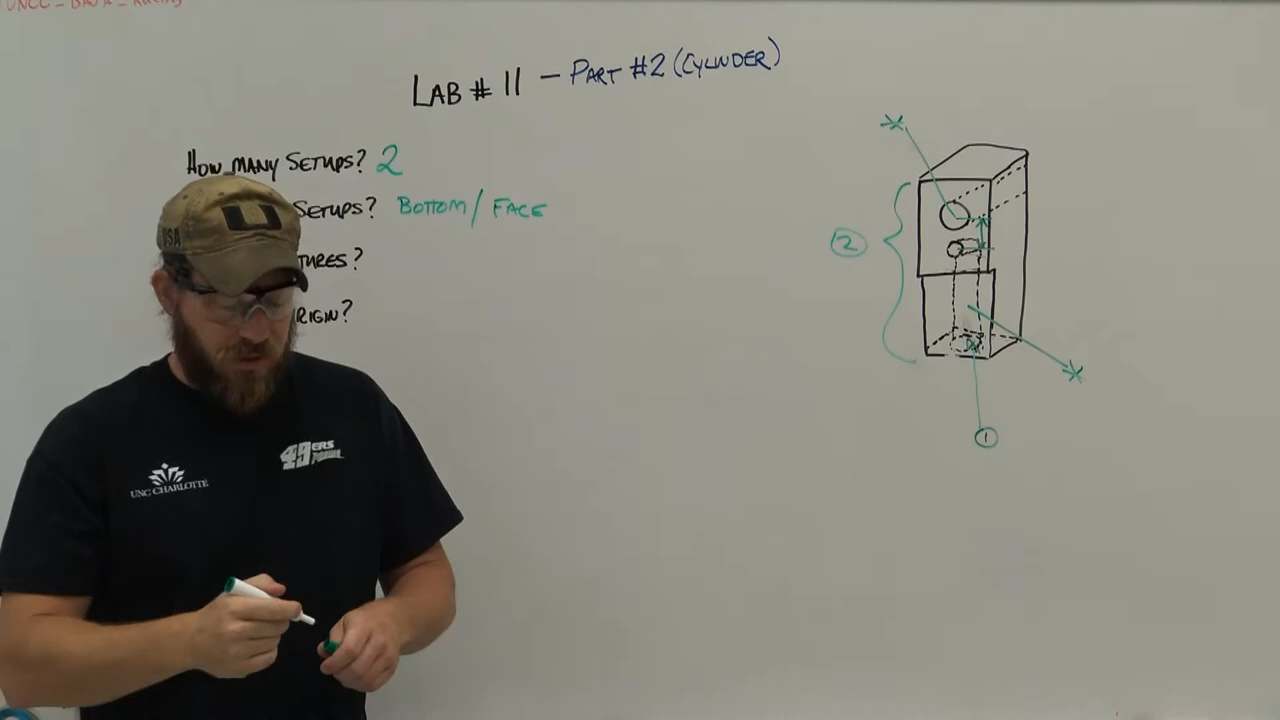 LAB # 11 – PART #2 (CYLINDER)
HOW MANY SETUPS? 2
SETUPS? BOTTOM / FACE
TURES?
RIGIN?
2
1
USA
U
UNC CHARLOTTE
49ERS